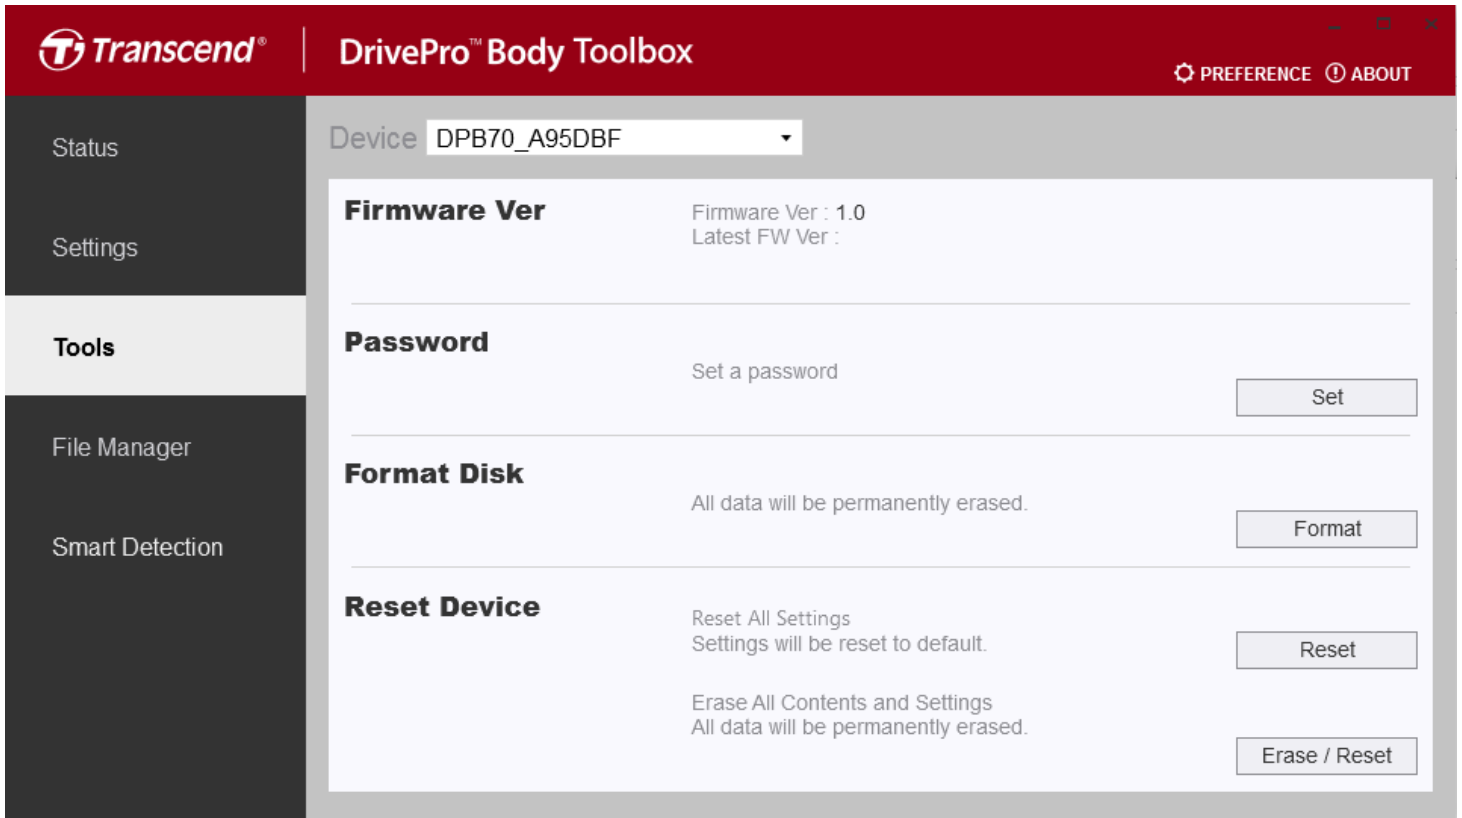 Transcend®
DrivePro™ Body Toolbox
PREFERENCE
ABOUT
Status
Settings
Tools
File Manager
Smart Detection
Device
DPB70_A95DBF
Firmware Ver
Firmware Ver : 1.0
Latest FW Ver :
Password
Set a password
Set
Format Disk
All data will be permanently erased.
Format
Reset Device
Reset All Settings
Settings will be reset to default.
Reset
Erase All Contents and Settings
All data will be permanently erased.
Erase / Reset